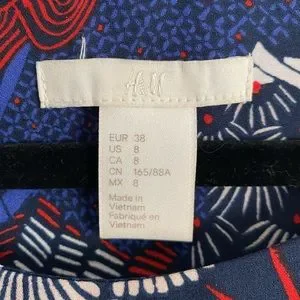 H&M
EUR 38
US 8
CA 8
CN 165/88A
MX 8
Made in
Vietnam
Fabriqué en
Vietnam